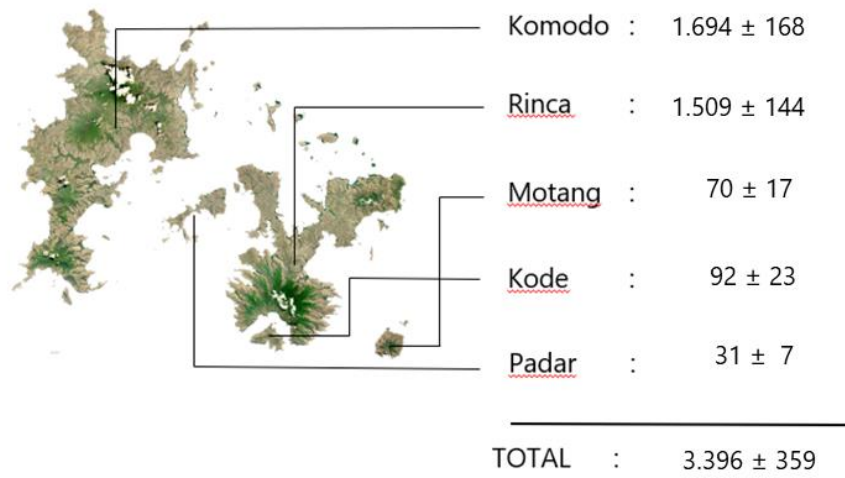 Komodo : 1.694 ± 168
Rinca : 1.509 ± 144
Motang : 70 ± 17
Kode : 92 ± 23
Padar : 31 ± 7
TOTAL : 3.396 ± 359